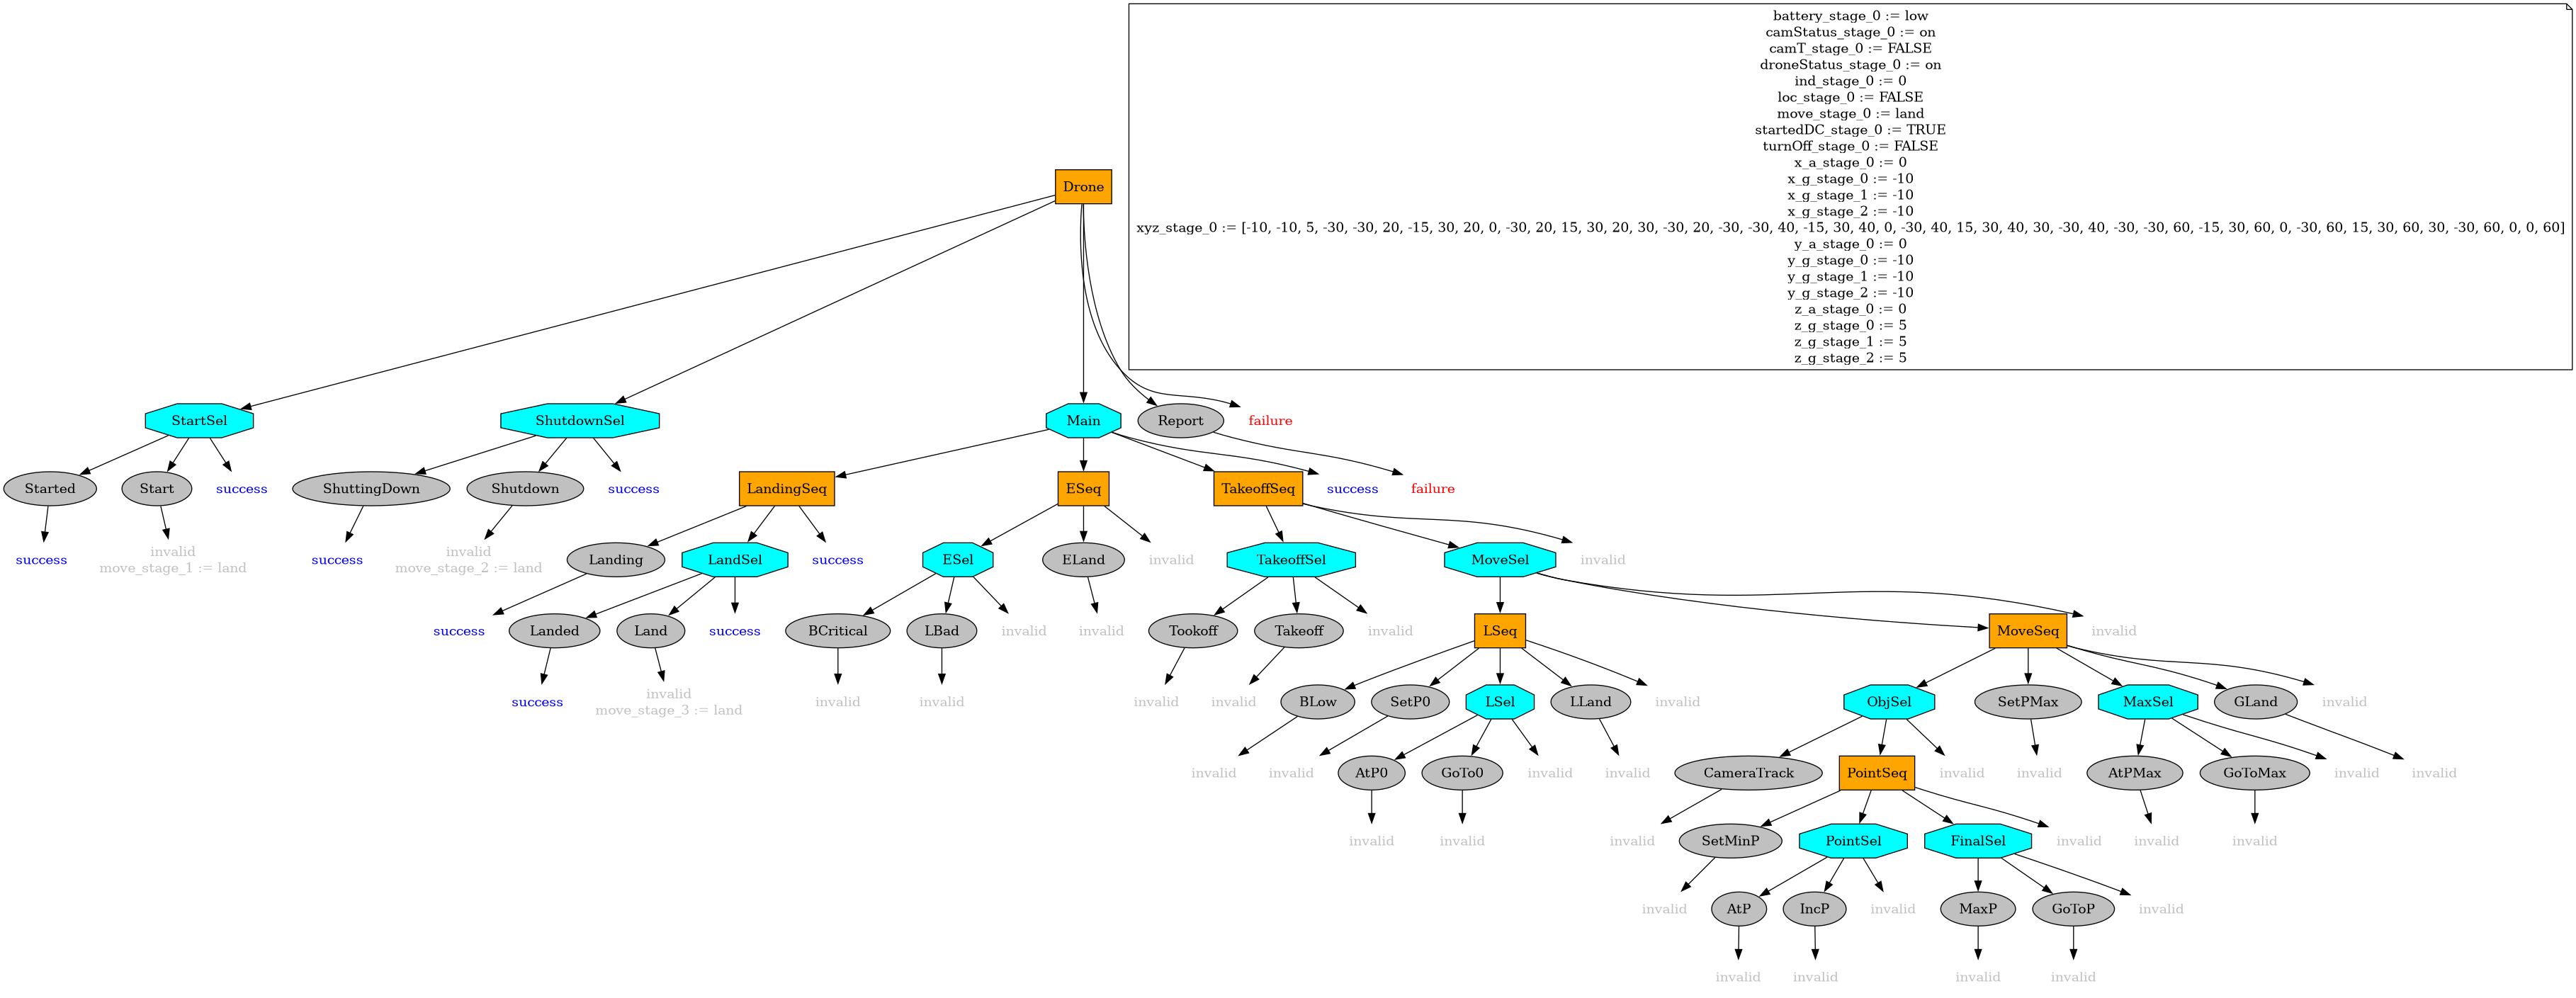 battery_stage_0 := low
camStatus_stage_0 := on
camT_stage_0 := FALSE
droneStatus_stage_0 := on
ind_stage_0 := 0
loc_stage_0 := FALSE
move_stage_0 := land
startedDC_stage_0 := TRUE
turnOff_stage_0 := FALSE
x_a_stage_0 := 0
x_g_stage_0 := -10
x_g_stage_1 := -10
x_g_stage_2 := -10
xyz_stage_0 := [-10, -10, 5, -30, -30, 20, -15, 30, 20, 0, -30, 20, 15, 30, 20, 30, -30, 20, -30, -30, 40, -15, 30, 40, 0, -30, 40, 15, 30, 40, 30, -30, 40, -30, -30, 60, -15, 30, 60, 0, -30, 60, 15, 30, 60, 30, -30, 60, 0, 0, 60]
y_a_stage_0 := 0
y_g_stage_0 := -10
y_g_stage_1 := -10
y_g_stage_2 := -10
z_a_stage_0 := 0
z_g_stage_0 := 5
z_g_stage_1 := 5
z_g_stage_2 := 5
Drone
StartSel
ShutdownSel
Main
Report
failure
Started
Start
success
ShuttingDown
Shutdown
success
LandingSeq
ESeq
TakeoffSeq
success
failure
success
invalid
move_stage_1 := land
success
invalid
move_stage_2 := land
Landing
LandSel
success
ESel
ELand
invalid
TakeoffSel
MoveSel
invalid
success
Landed
Land
success
BCritical
LBad
invalid
invalid
Tookoff
Takeoff
invalid
LSeq
MoveSeq
invalid
success
invalid
move_stage_3 := land
invalid
invalid
invalid
invalid
BLow
SetP0
LSel
LLand
invalid
ObjSel
SetPMax
MaxSel
GLand
invalid
invalid
invalid
AtP0
GoTo0
invalid
invalid
CameraTrack
PointSeq
invalid
invalid
AtPMax
GoToMax
invalid
invalid
invalid
invalid
invalid
SetMinP
PointSel
FinalSel
invalid
invalid
invalid
invalid
AtP
IncP
invalid
MaxP
GoToP
invalid
invalid
invalid
invalid
invalid